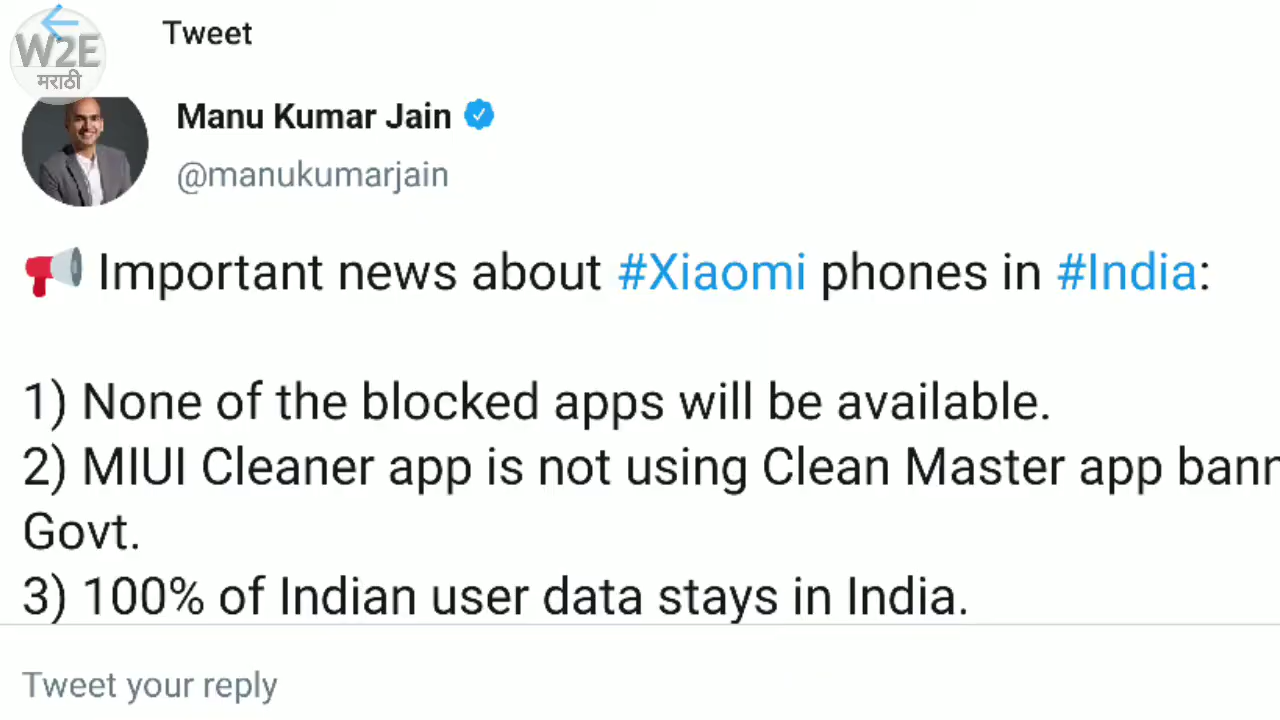 W2E
मराठी
Tweet
Manu Kumar Jain
@manukumarjain
Important news about #Xiaomi phones in #India:
1) None of the blocked apps will be available.
2) MIUI Cleaner app is not using Clean Master app
Govt.
3) 100% of Indian user data stays in India.
Tweet your reply